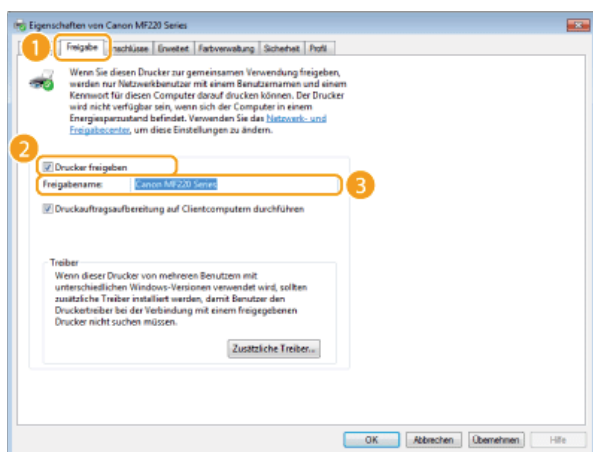 Eigenschaften von Canon MF220 Series
1
Freigabe
Erweitert Farbverwaltung Sicherheit Profil
Wenn Sie diesen Drucker zur gemeinsamen Verwendung freigeben,
werden nur Netzwerkbenutzer mit einem Benutzernamen und einem
Kennwort für diesen Computer darauf drucken können. Der Drucker
wird nicht verfügbar sein, wenn sich der Computer in einem
Energiesparzustand befindet. Verwenden Sie das Netzwerk- und
Freigabecenter, um diese Einstellungen zu ändern.
2
Drucker freigeben
Freigabename: Canon MF220 Series
3
Druckauftragsaufbereitung auf Clientcomputern durchführen
Treiber
Wenn dieser Drucker von mehreren Benutzern mit
unterschiedlichen Windows-Versionen verwendet wird, sollten
zusätzliche Treiber installiert werden, damit Benutzer den
Druckertreiber bei der Verbindung mit einem freigegebenen
Drucker nicht suchen müssen.
Zusätzliche Treiber...
OK Abbrechen Übernehmen Hilfe